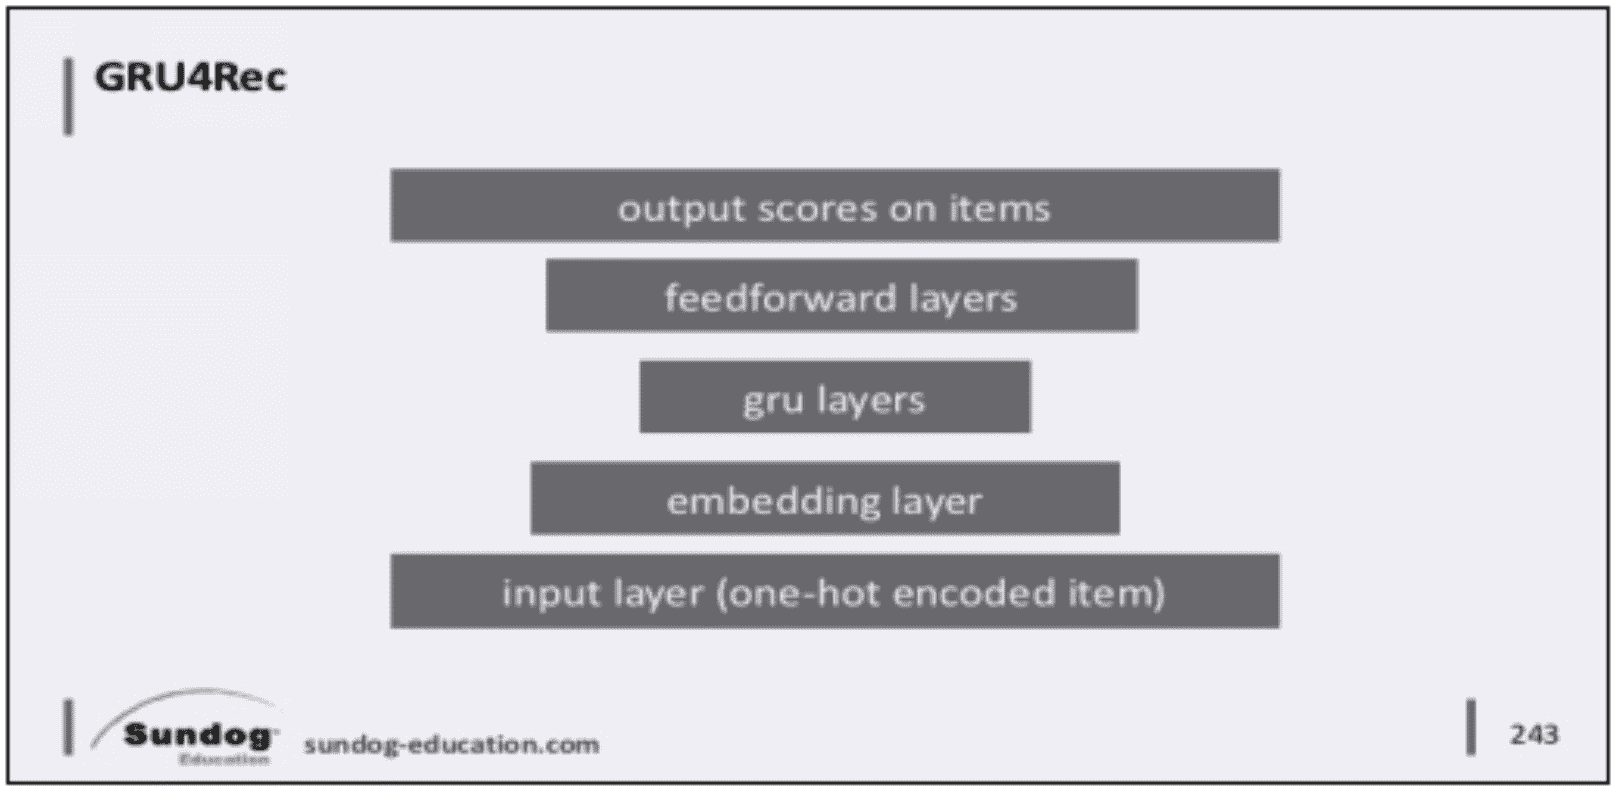 GRU4Rec
output scores on items
feedforward layers
gru layers
embedding layer
input layer (one-hot encoded item)
Sundog
Education
sundog-education.com
243